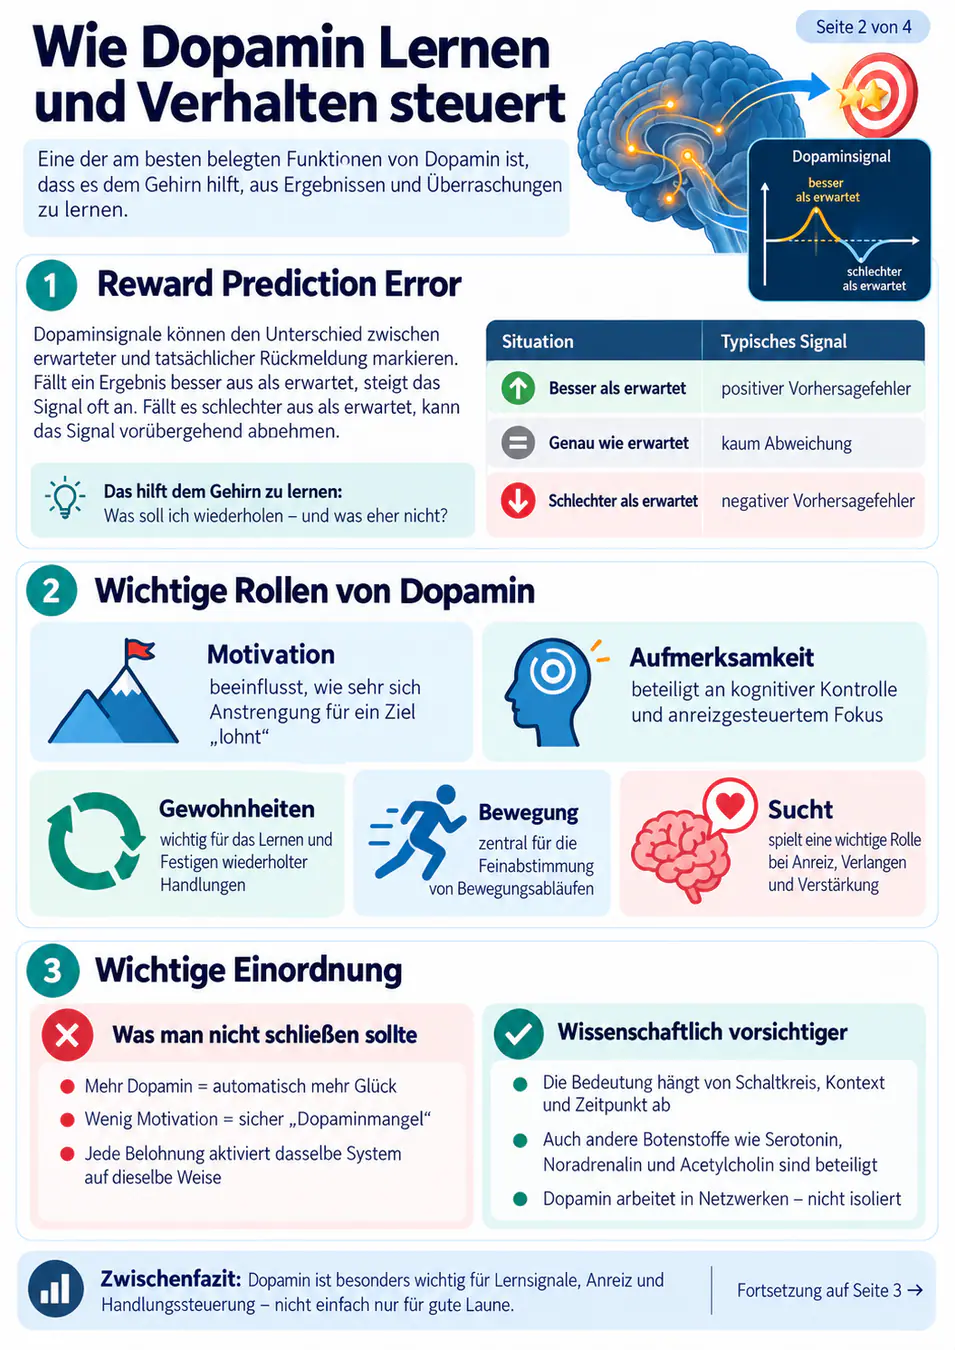 Seite 2 von 4
Wie Dopamin Lernen
und Verhalten steuert
Eine der am besten belegten Funktionen von Dopamin ist,
dass es dem Gehirn hilft, aus Ergebnissen und Überraschungen
zu lernen.
Dopaminsignal
besser
als erwartet
schlechter
als erwartet
1 Reward Prediction Error
Dopaminsignale können den Unterschied zwischen
erwarteter und tatsächlicher Rückmeldung markieren.
Fällt ein Ergebnis besser aus als erwartet, steigt das
Signal oft an. Fällt es schlechter aus als erwartet, kann
das Signal vorübergehend abnehmen.
Das hilft dem Gehirn zu lernen:
Was soll ich wiederholen – und was eher nicht?
Situation Typisches Signal
Besser als erwartet positiver Vorhersagefehler
Genau wie erwartet kaum Abweichung
Schlechter als erwartet negativer Vorhersagefehler
2 Wichtige Rollen von Dopamin
Motivation
beeinflusst, wie sehr sich
Anstrengung für ein Ziel
„lohnt“
Aufmerksamkeit
beteiligt an kognitiver Kontrolle
und anreizgesteuertem Fokus
Gewohnheiten
wichtig für das Lernen und
Festigen wiederholter
Handlungen
Bewegung
zentral für die
Feinabstimmung
von Bewegungsabläufen
Sucht
spielt eine wichtige Rolle
bei Anreiz, Verlangen
und Verstärkung
3 Wichtige Einordnung
Was man nicht schließen sollte
Mehr Dopamin = automatisch mehr Glück
Wenig Motivation = sicher „Dopaminmangel“
Jede Belohnung aktiviert dasselbe System
auf dieselbe Weise
Wissenschaftlich vorsichtiger
Die Bedeutung hängt von Schaltkreis, Kontext
und Zeitpunkt ab
Auch andere Botenstoffe wie Serotonin,
Noradrenalin und Acetylcholin sind beteiligt
Dopamin arbeitet in Netzwerken – nicht isoliert
Zwischenfazit: Dopamin ist besonders wichtig für Lernsignale, Anreiz und
Handlungssteuerung – nicht einfach nur für gute Laune.
Fortsetzung auf Seite 3 →